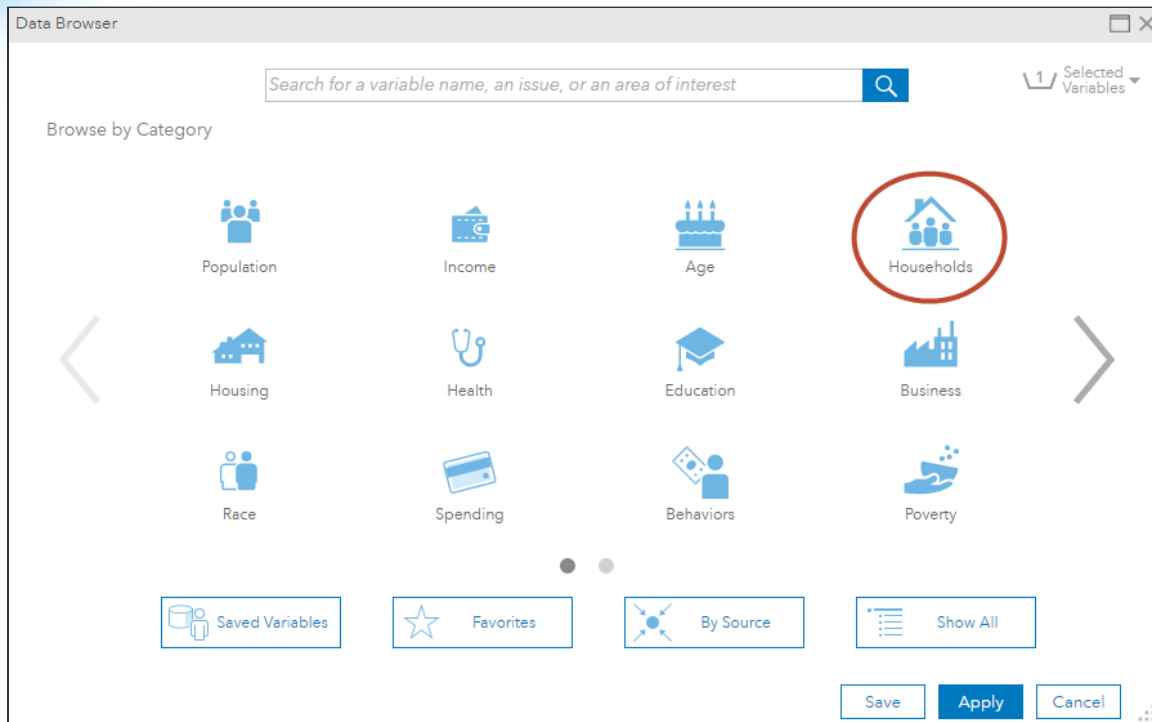 Data Browser
Search for a variable name, an issue, or an area of interest
1 Selected
Variables
Browse by Category
Population Income Age Households
Housing Health Education Business
Race Spending Behaviors Poverty
Saved Variables Favorites By Source Show All
Save Apply Cancel